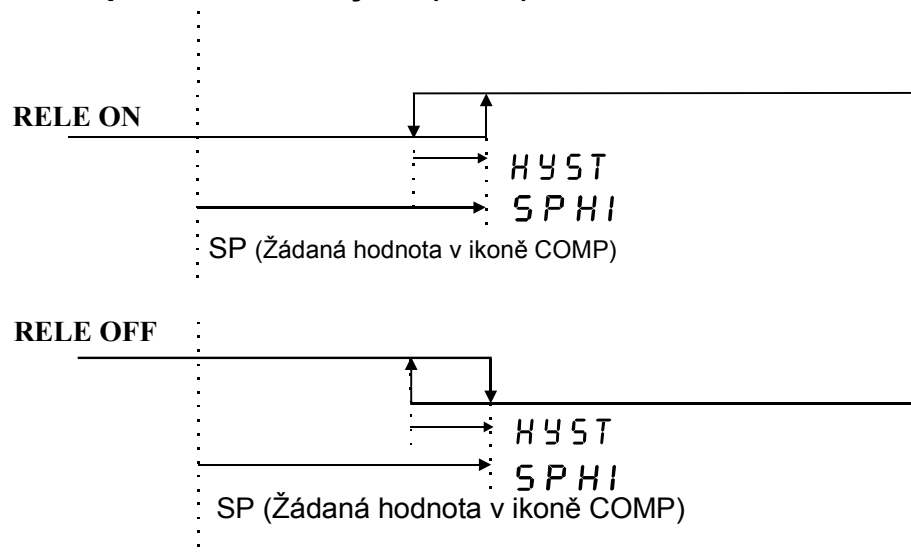 RELE ON
HYST
SPHI
SP (Žádaná hodnota v ikoně COMP)
RELE OFF
HYST
SPHI
SP (Žádaná hodnota v ikoně COMP)